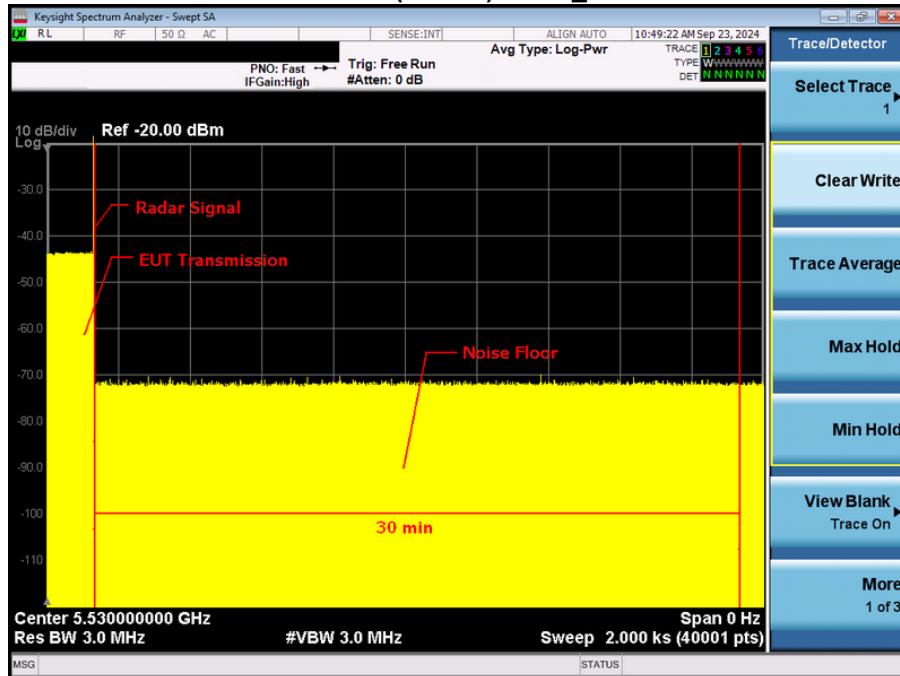 Keysight Spectrum Analyzer - Swept SA
LXI RL RF 50 Ω AC SENSE:INT ALIGN AUTO 10:49:22 AM Sep 23, 2024
Avg Type: Log-Pwr TRACE 1 2 3 4 5 6
PNO: Fast Trig: Free Run TYPE WWWWWW
IFGain:High #Atten: 0 dB DET N N N N N N
Trace/Detector
Select Trace
1
10 dB/div Ref -20.00 dBm
Log
Clear Write
-30.0
Radar Signal
-40.0
EUT Transmission
Trace Average
-50.0
-60.0
Max Hold
Noise Floor
-70.0
-80.0
Min Hold
-90.0
View Blank
Trace On
-100
30 min
-110
More
1 of 3
Center 5.530000000 GHz Span 0 Hz
Res BW 3.0 MHz #VBW 3.0 MHz Sweep 2.000 ks (40001 pts)
MSG STATUS